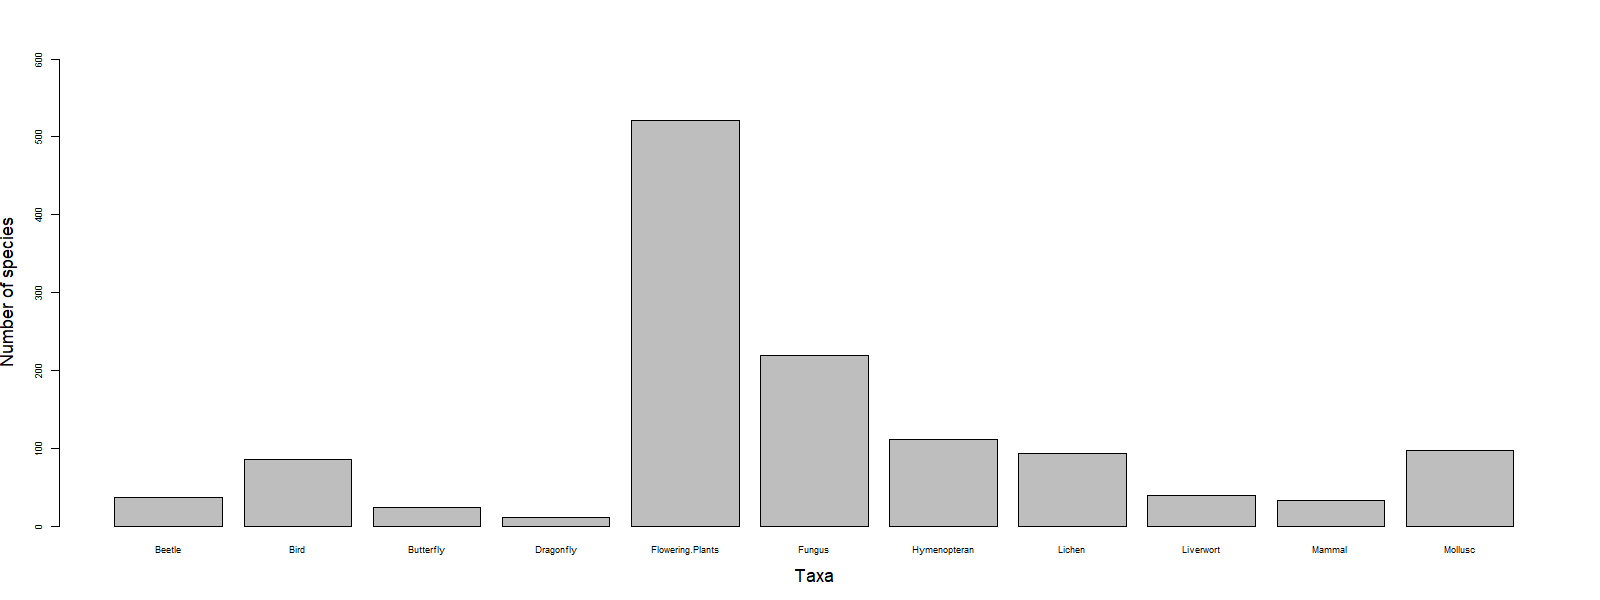 Number of species
600
500
400
300
200
100
0
Beetle Bird Butterfly Dragonfly Flowering.Plants Fungus Hymenopteran Lichen Liverwort Mammal Mollusc
Taxa